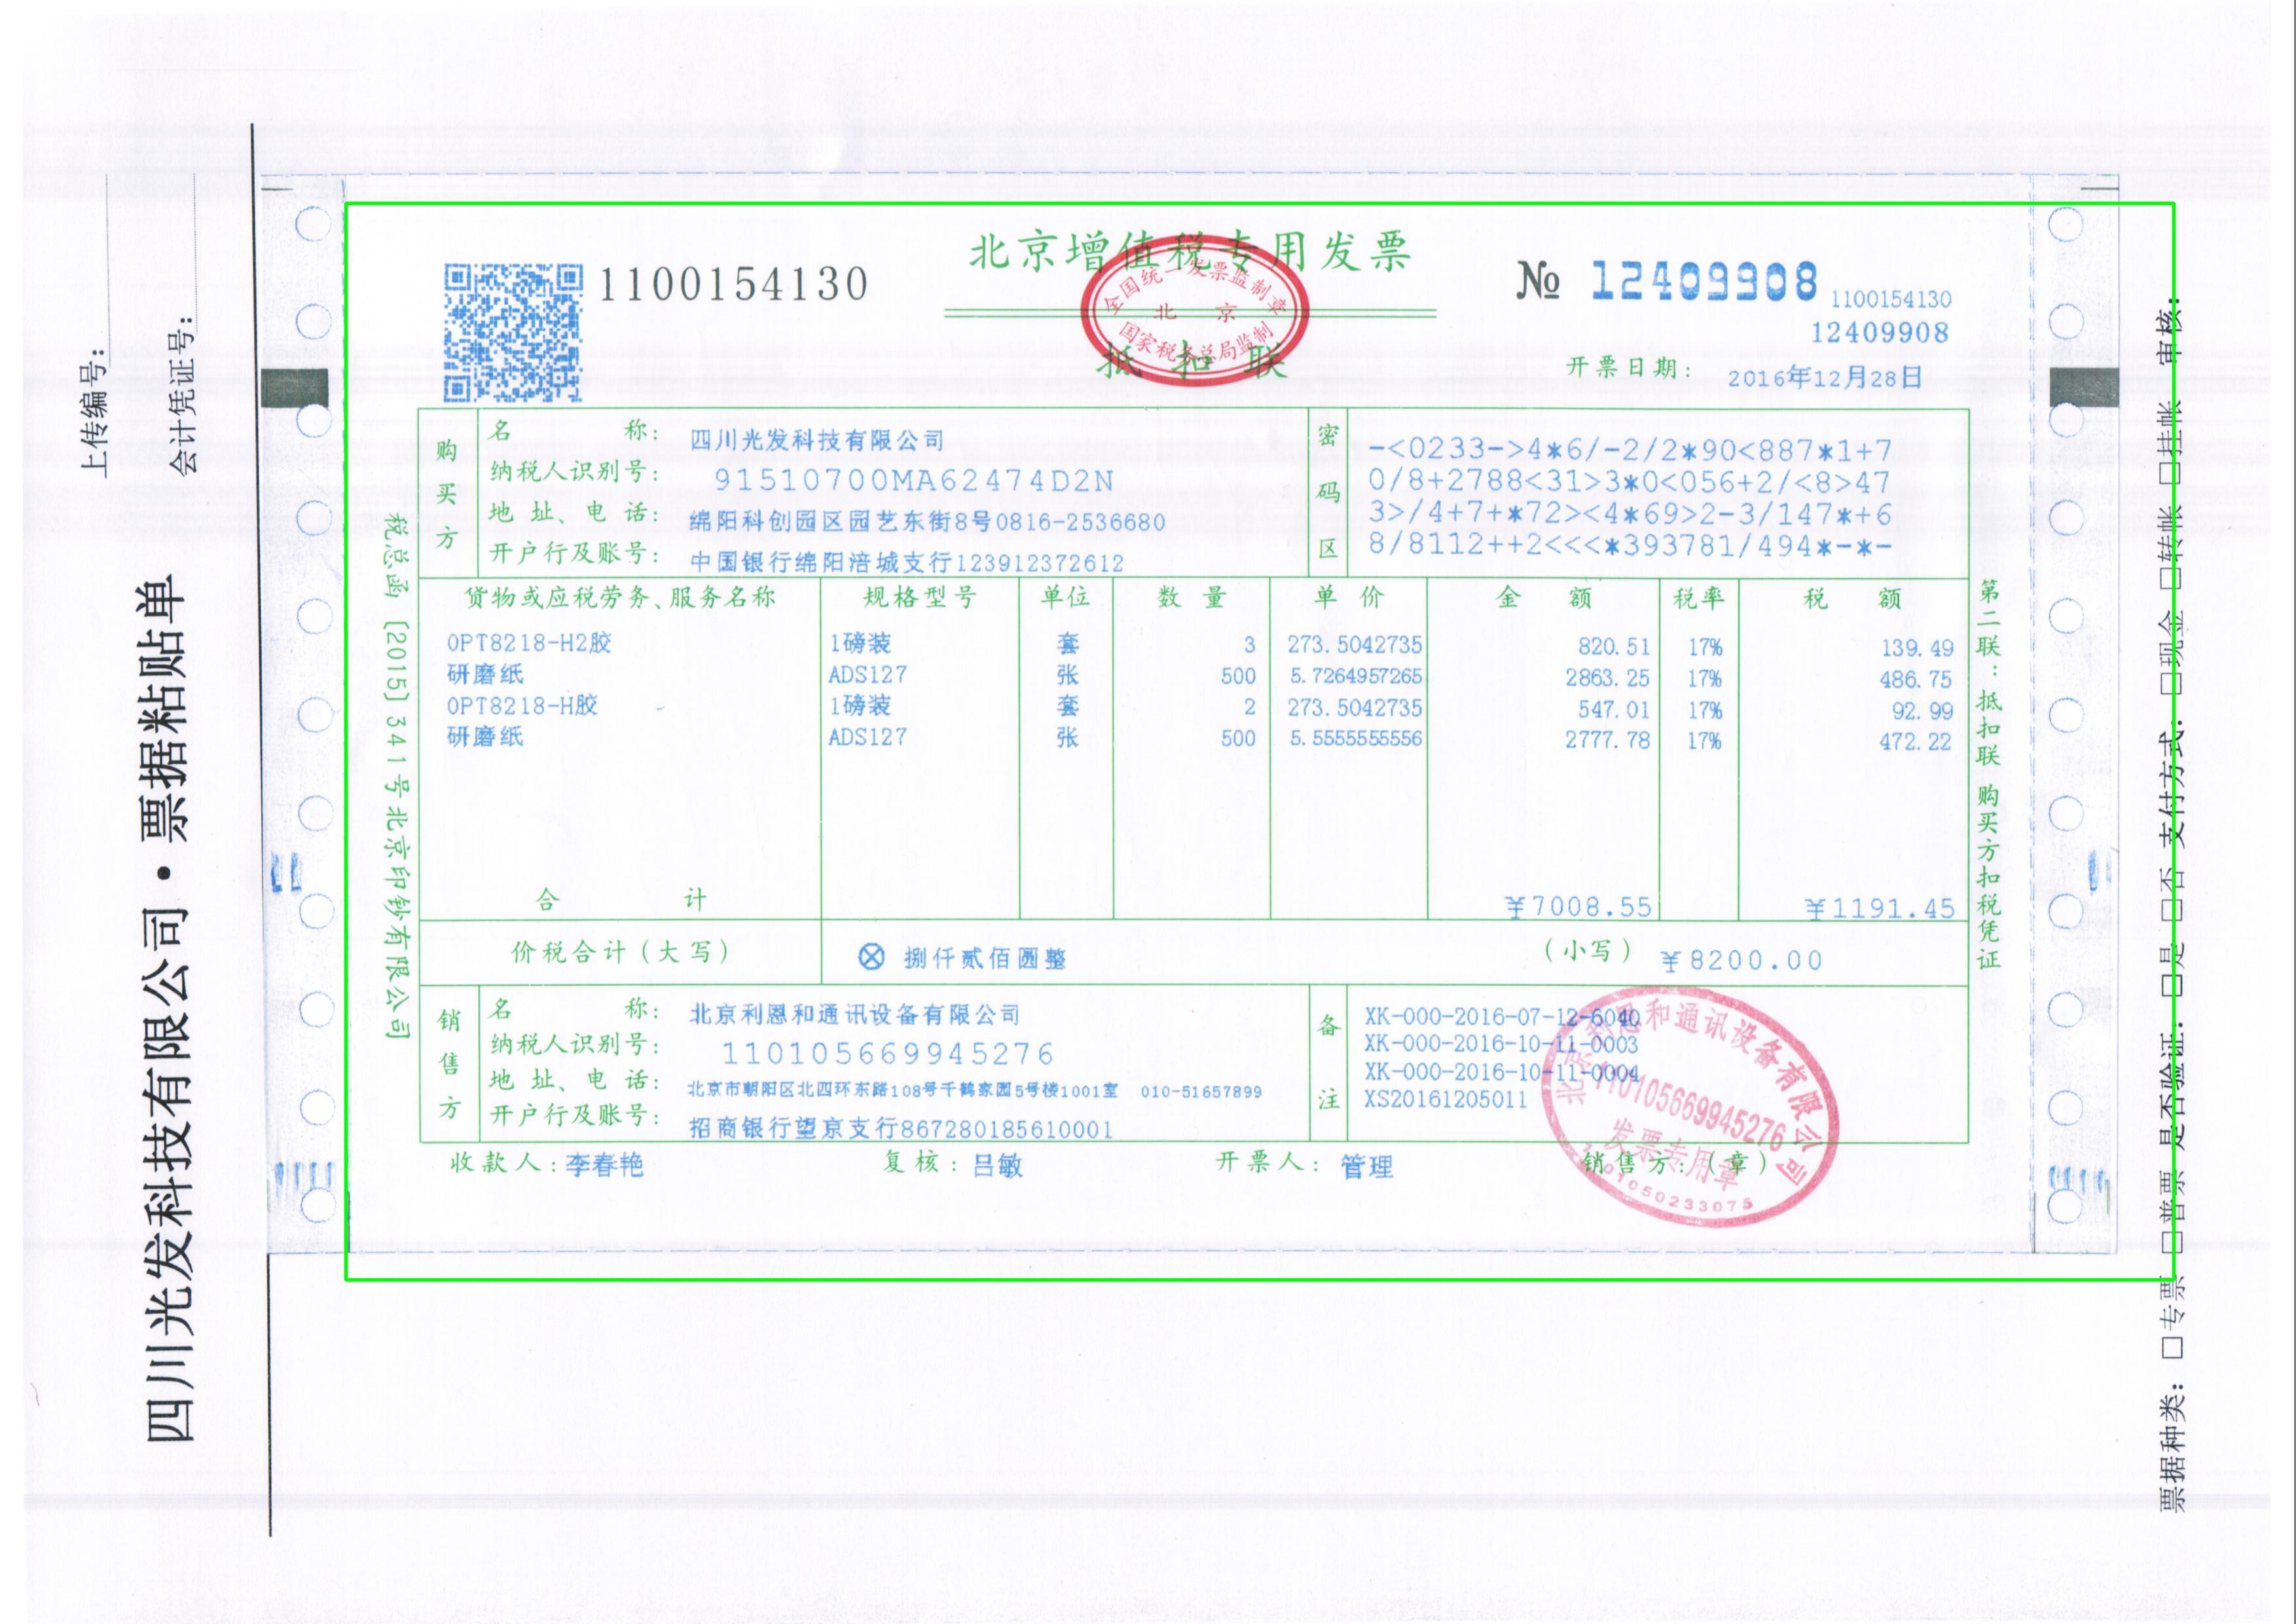 上传编号:
会计凭证号:
四川光发科技有限公司·票据粘贴单
北京增值税专用发票
1100154130
№ 12409908
1100154130
12409908
全国统一发票监制章
北 京
国家税务总局监制
抵 扣 联
开票日期: 2016年12月28日
税总函[2015]341号北京印钞有限公司
购买方
名 称: 四川光发科技有限公司
纳税人识别号: 91510700MA62474D2N
地 址、电 话: 绵阳科创园区园艺东街8号0816-2536680
开户行及账号: 中国银行绵阳涪城支行123912372612
密码区
-<0233->4*6/-2/2*90<887*1+7
0/8+2788<31>3*0<056+2/<8>47
3>/4+7+*72><4*69>2-3/147*+6
8/8112++2<<<*393781/494*-*-
货物或应税劳务、服务名称 规格型号 单位 数 量 单 价 金 额 税率 税 额
OPT8218-H2胶 1磅装 套 3 273.5042735 820.51 17% 139.49
研磨纸 ADS127 张 500 5.7264957265 2863.25 17% 486.75
OPT8218-H胶 1磅装 套 2 273.5042735 547.01 17% 92.99
研磨纸 ADS127 张 500 5.5555555556 2777.78 17% 472.22
合 计 ¥7008.55 ¥1191.45
价税合计(大写) ⊗ 捌仟贰佰圆整 (小写) ¥8200.00
销售方
名 称: 北京利恩和通讯设备有限公司
纳税人识别号: 110105669945276
地 址、电 话: 北京市朝阳区北四环东路108号千鹤家园5号楼1001室 010-51657899
开户行及账号: 招商银行望京支行867280185610001
备注
XK-000-2016-07-12-6040
XK-000-2016-10-11-0003
XK-000-2016-10-11-0004
XS20161205011
北京利恩和通讯设备有限公司
110105669945276
发票专用章
1101050233075
收款人: 李春艳 复核: 吕敏 开票人: 管理 销售方:(章)
第二联:抵扣联 购买方扣税凭证
票据种类: □专票 □普票 是否验证: □是 □否 支付方式: □现金 □转帐 □挂帐 审核: